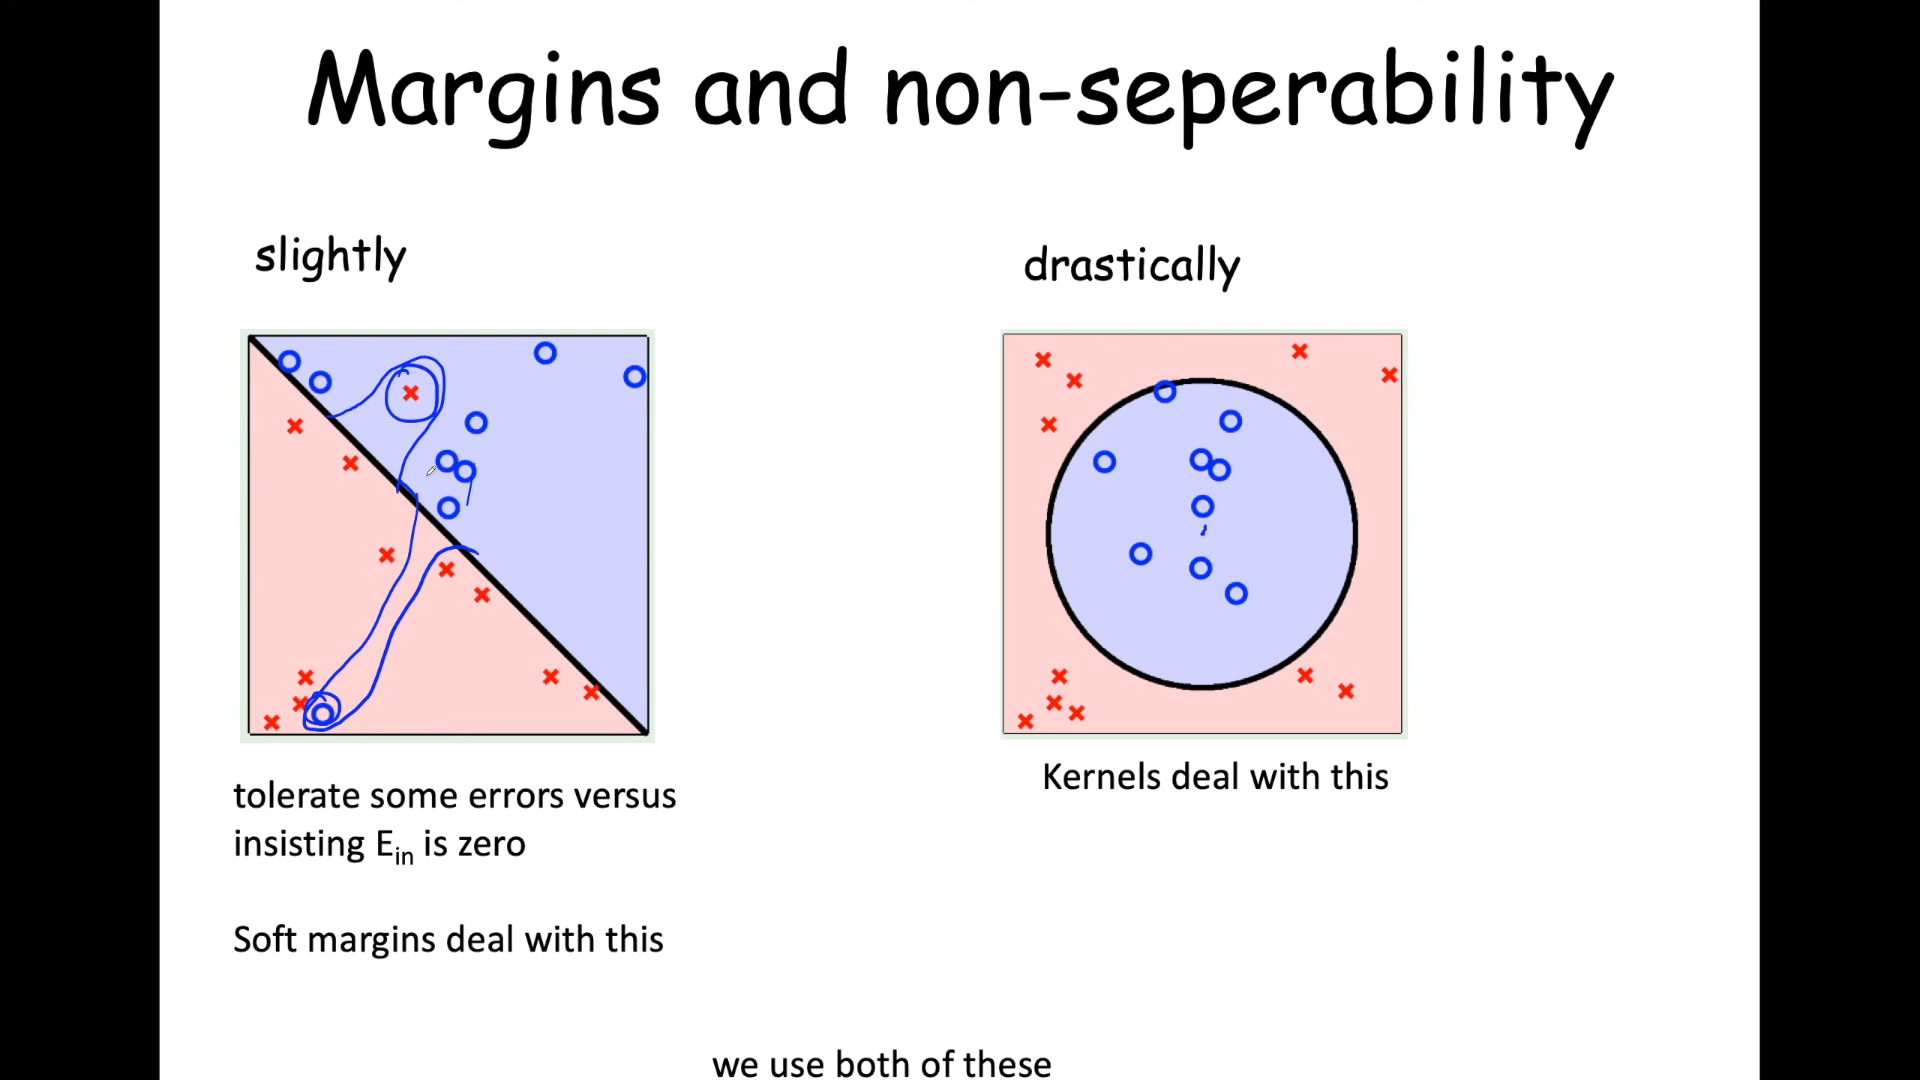 Margins and non-seperability
slightly
drastically
tolerate some errors versus
insisting Ein is zero
Soft margins deal with this
Kernels deal with this
we use both of these